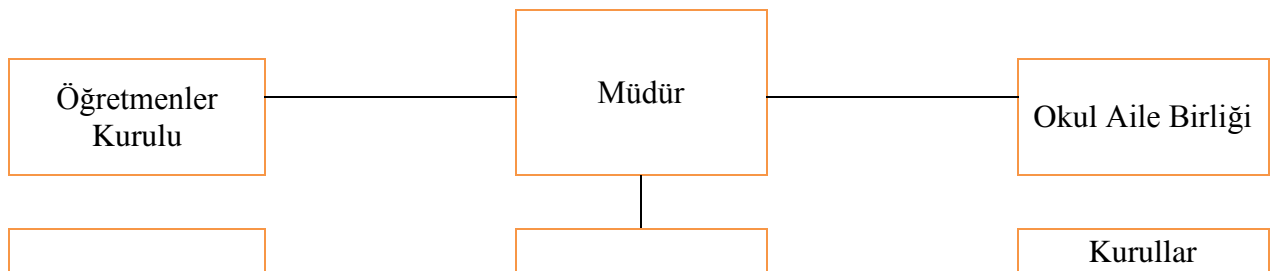 Öğretmenler
Kurulu
Müdür
Okul Aile Birliği
Kurullar